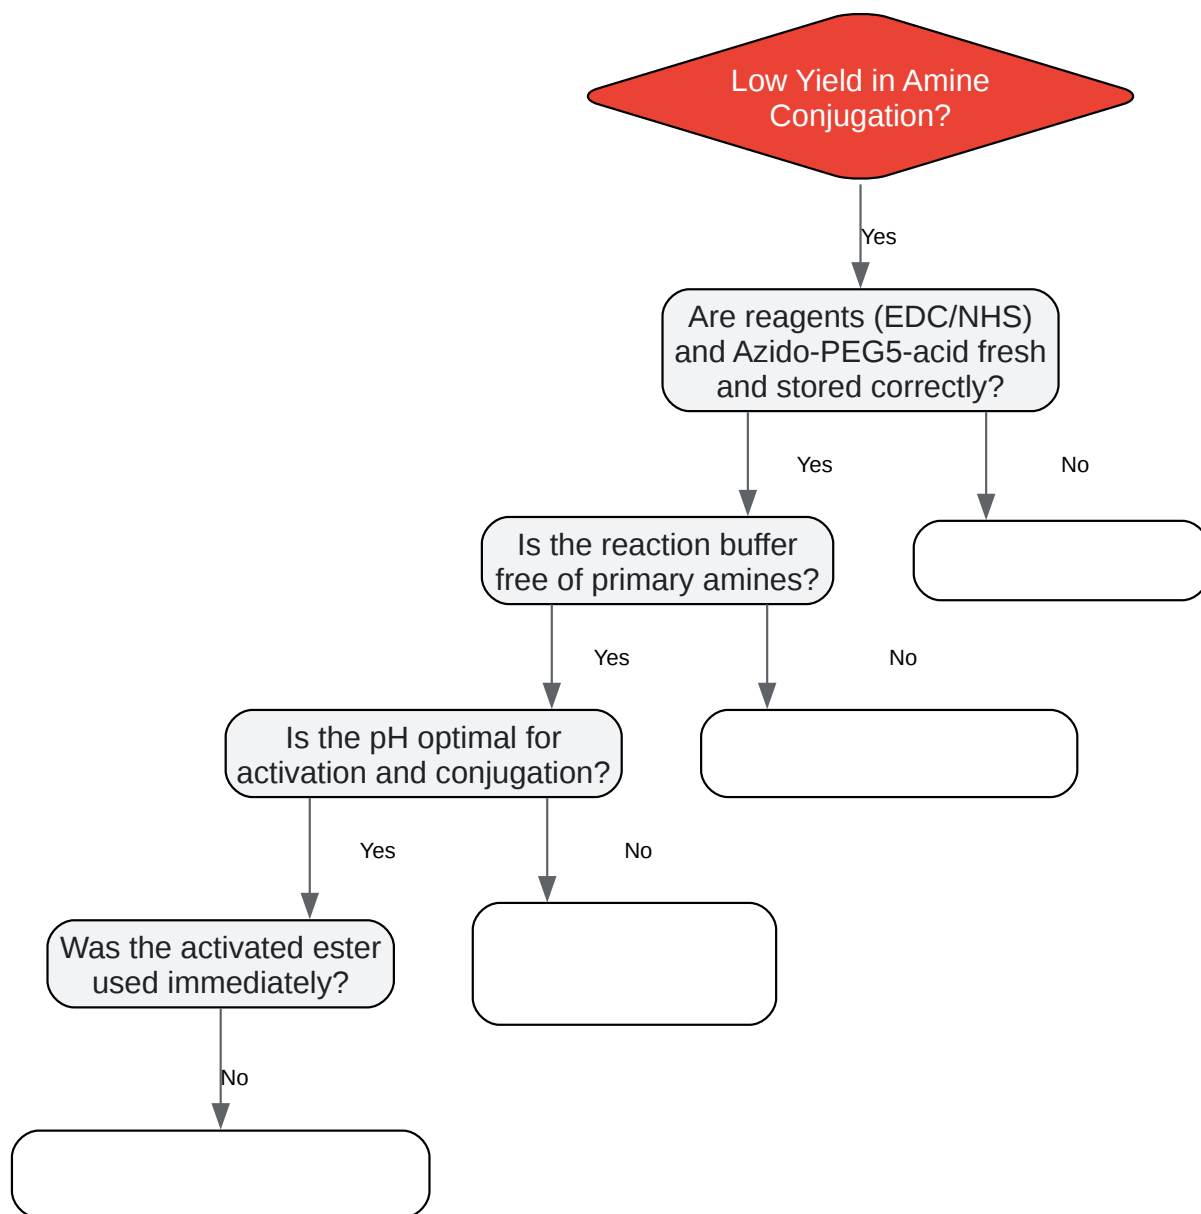 Low Yield in Amine
Conjugation?
Yes
Are reagents (EDC/NHS)
and Azido-PEG5-acid fresh
and stored correctly?
Yes
No
Is the reaction buffer
free of primary amines?
Yes
No
Is the pH optimal for
activation and conjugation?
Yes
No
Was the activated ester
used immediately?
No